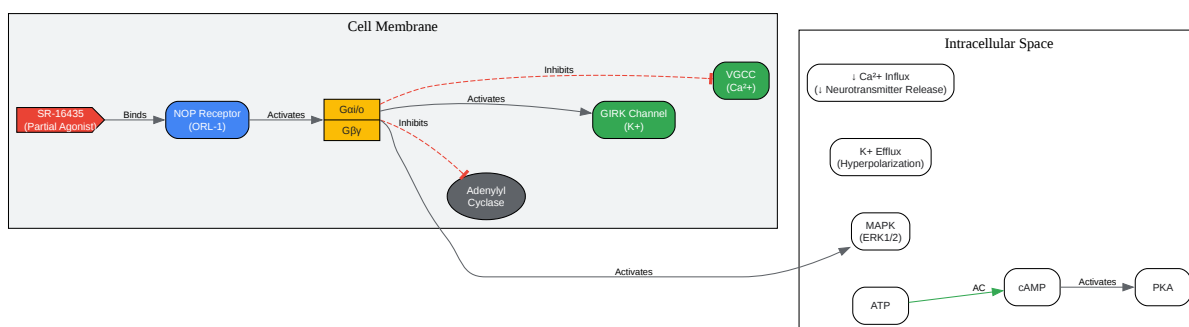 Cell Membrane
SR-16435
(Partial Agonist)
Binds
NOP Receptor
(ORL-1)
Activates
Gαi/o
Gβγ
Inhibits
VGCC
(Ca²+)
Activates
GIRK Channel
(K+)
Inhibits
Adenylyl
Cyclase
Activates
Intracellular Space
↓ Ca²+ Influx
(↓ Neurotransmitter Release)
K+ Efflux
(Hyperpolarization)
MAPK
(ERK1/2)
ATP
AC
cAMP
Activates
PKA